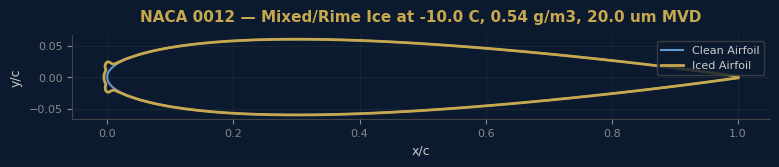 NACA 0012 — Mixed/Rime Ice at -10.0 C, 0.54 g/m3, 20.0 um MVD
Clean Airfoil
Iced Airfoil
y/c
0.05
0.00
−0.05
0.0 0.2 0.4 0.6 0.8 1.0
x/c